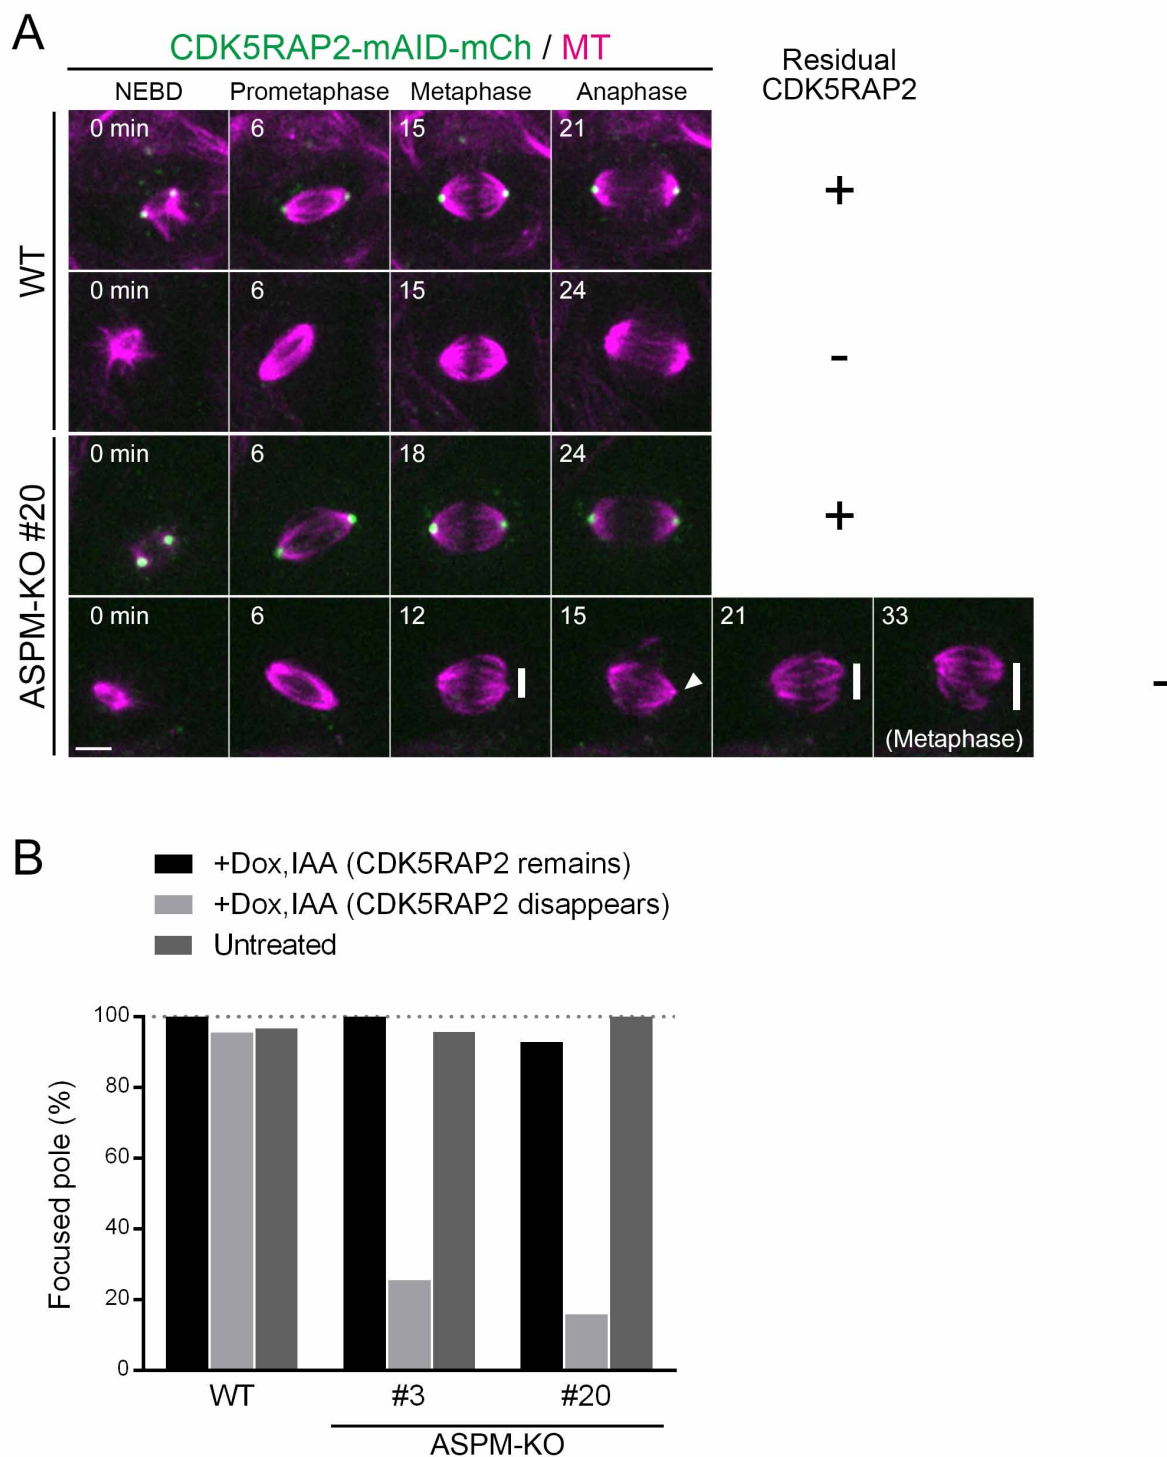 A
CDK5RAP2-mAID-mCh / MT
Residual
CDK5RAP2
NEBD Prometaphase Metaphase Anaphase
WT
0 min 6 15 21
+
0 min 6 15 24
-
ASPM-KO #20
0 min 6 18 24
+
0 min 6 12 15 21 33
(Metaphase)
-
B
+Dox,IAA (CDK5RAP2 remains)
+Dox,IAA (CDK5RAP2 disappears)
Untreated
Focused pole (%)
100
80
60
40
20
0
WT #3 #20
ASPM-KO